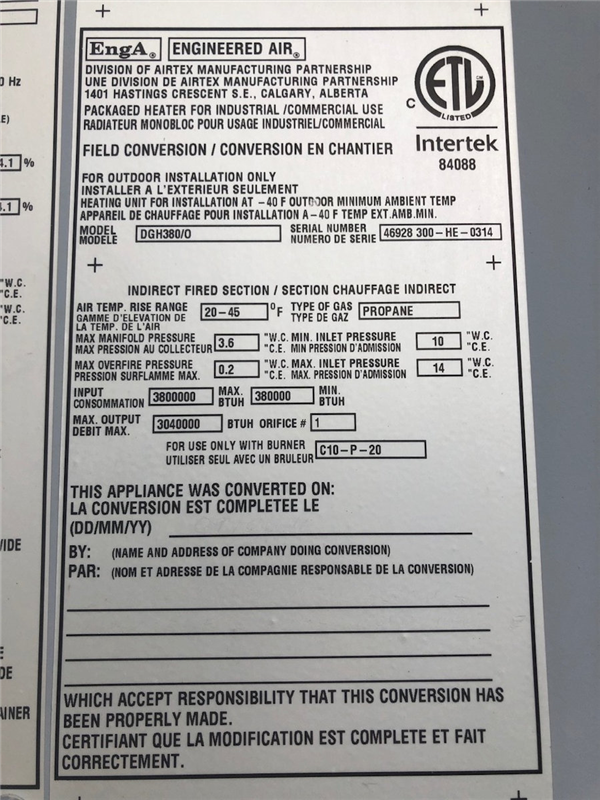 0 Hz
E)
4.1 %
.1 %
"W.C.
"C.E.
"W.C.
"C.E.
VIDE
E
DE
AINER
EngA® ENGINEERED AIR®
DIVISION OF AIRTEX MANUFACTURING PARTNERSHIP
UNE DIVISION DE AIRTEX MANUFACTURING PARTNERSHIP
1401 HASTINGS CRESCENT S.E., CALGARY, ALBERTA
PACKAGED HEATER FOR INDUSTRIAL /COMMERCIAL USE
RADIATEUR MONOBLOC POUR USAGE INDUSTRIEL/COMMERCIAL
C ETL CM LISTED
Intertek
84088
FIELD CONVERSION / CONVERSION EN CHANTIER
FOR OUTDOOR INSTALLATION ONLY
INSTALLER A L'EXTERIEUR SEULEMENT
HEATING UNIT FOR INSTALLATION AT -40 F OUTDOOR MINIMUM AMBIENT TEMP
APPAREIL DE CHAUFFAGE POUR INSTALLATION A-40 F TEMP EXT.AMB.MIN.
MODEL DGH380/O SERIAL NUMBER 46928 300-HE-0314
MODELE NUMERO DE SERIE
INDIRECT FIRED SECTION / SECTION CHAUFFAGE INDIRECT
AIR TEMP. RISE RANGE 20-45 °F TYPE OF GAS PROPANE
GAMME D'ELEVATION DE TYPE DE GAZ
LA TEMP. DE L'AIR
MAX MANIFOLD PRESSURE 3.6 "W.C. MIN. INLET PRESSURE 10 "W.C.
MAX PRESSION AU COLLECTEUR "C.E. MIN PRESSION D'ADMISSION "C.E.
MAX OVERFIRE PRESSURE 0.2 "W.C. MAX. INLET PRESSURE 14 "W.C.
PRESSION SURFLAMME MAX. "C.E. MAX. PRESSION D'ADMISSION "C.E.
INPUT 3800000 MAX. 380000 MIN.
CONSOMMATION BTUH BTUH
MAX. OUTPUT 3040000 BTUH ORIFICE # 1
DEBIT MAX.
FOR USE ONLY WITH BURNER C10-P-20
UTILISER SEUL AVEC UN BRULEUR
THIS APPLIANCE WAS CONVERTED ON:
LA CONVERSION EST COMPLETEE LE
(DD/MM/YY)
BY: (NAME AND ADDRESS OF COMPANY DOING CONVERSION)
PAR: (NOM ET ADRESSE DE LA COMPAGNIE RESPONSABLE DE LA CONVERSION)
WHICH ACCEPT RESPONSIBILITY THAT THIS CONVERSION HAS
BEEN PROPERLY MADE.
CERTIFIANT QUE LA MODIFICATION EST COMPLETE ET FAIT
CORRECTEMENT.